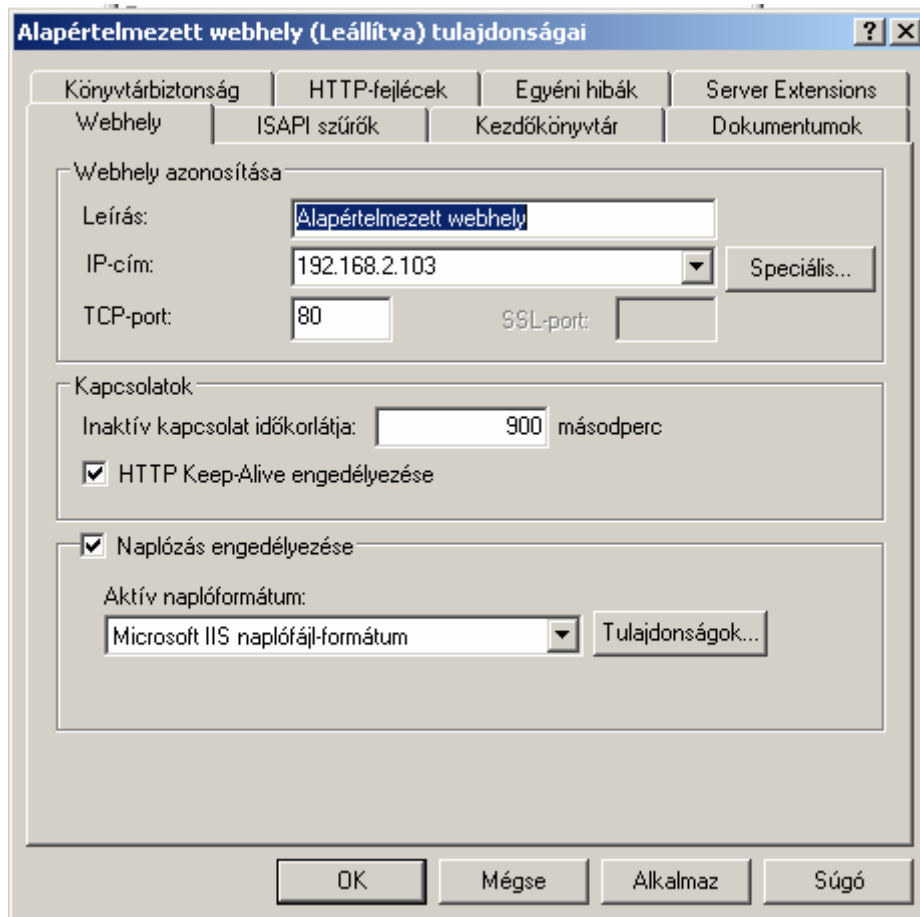 Alapértelmezett webhely (Leállítva) tulajdonságai
Könyvtárbiztonság HTTP-fejlécek Egyéni hibák Server Extensions
Webhely ISAPI szűrők Kezdőkönyvtár Dokumentumok
Webhely azonosítása
Leírás: Alapértelmezett webhely
IP-cím: 192.168.2.103 Speciális...
TCP-port: 80 SSL-port:
Kapcsolatok
Inaktív kapcsolat időkorlátja: 900 másodperc
HTTP Keep-Alive engedélyezése
Naplózás engedélyezése
Aktív naplóformátum:
Microsoft IIS naplófájl-formátum Tulajdonságok...
OK Mégse Alkalmaz Súgó